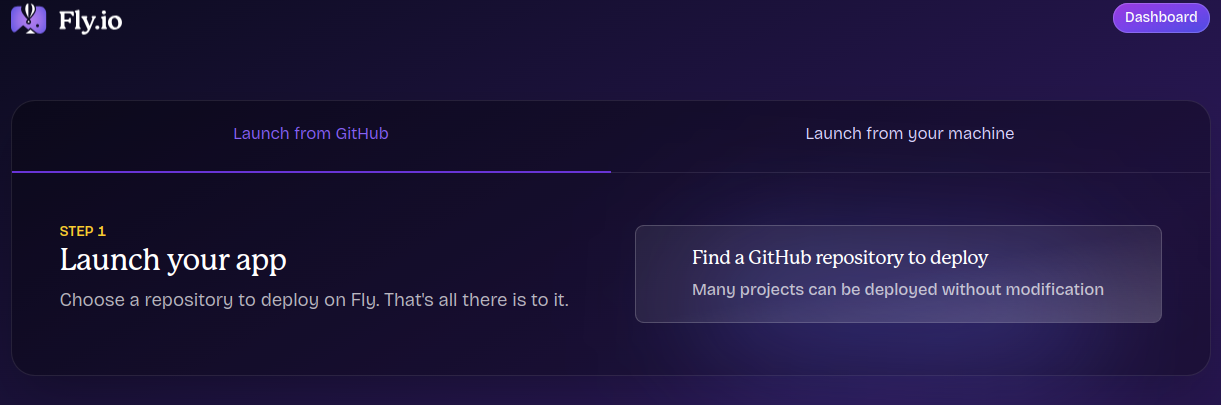 Fly.io
Dashboard
Launch from GitHub
Launch from your machine
STEP 1
Launch your app
Choose a repository to deploy on Fly. That's all there is to it.
Find a GitHub repository to deploy
Many projects can be deployed without modification